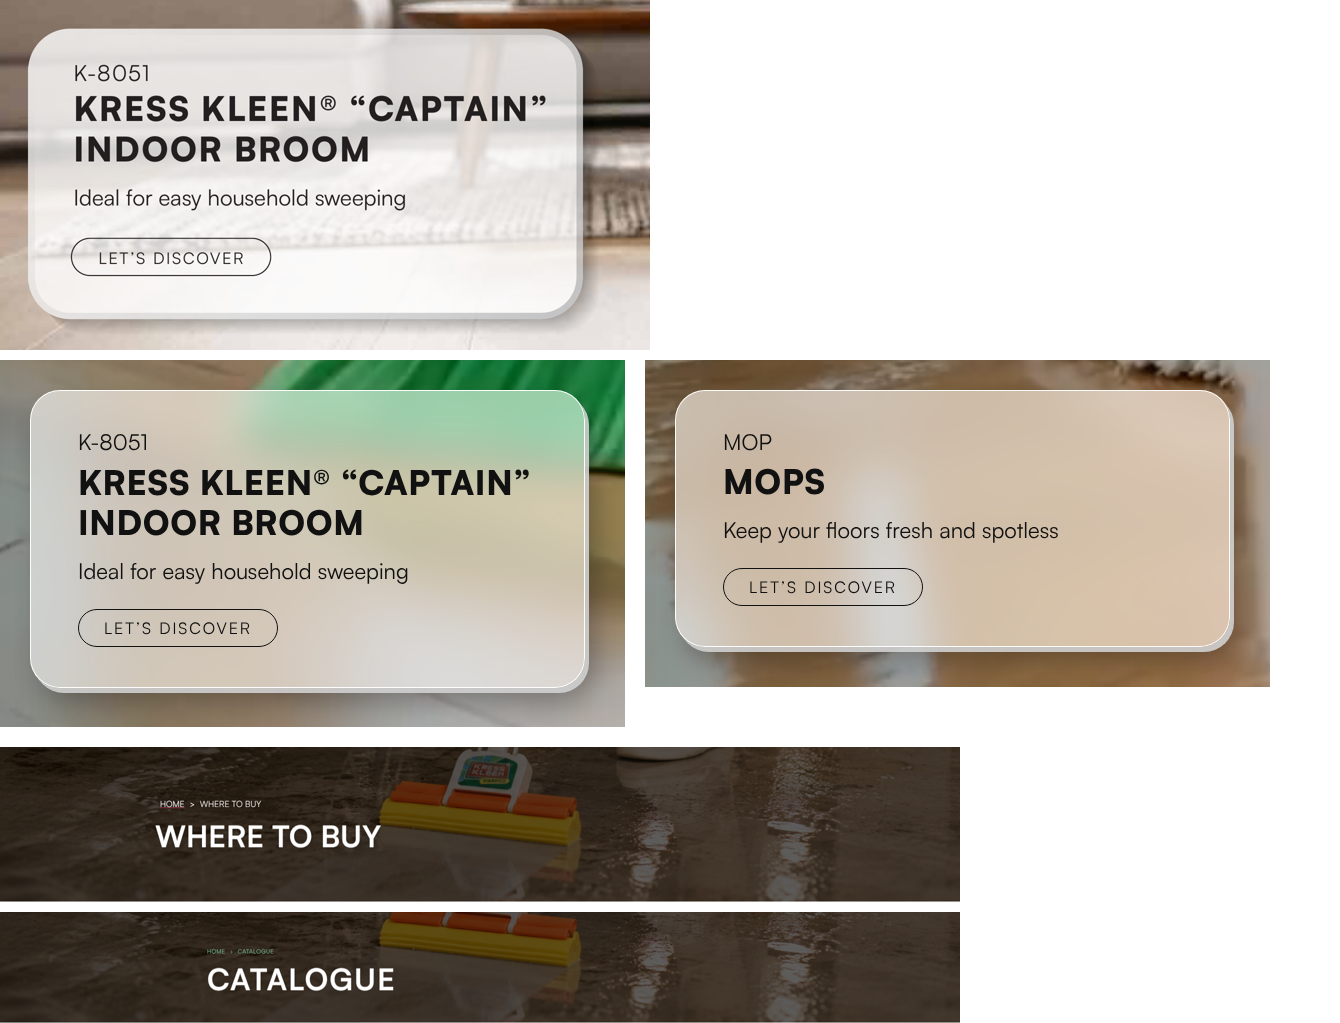 K-8051
KRESS KLEEN® “CAPTAIN”
INDOOR BROOM
Ideal for easy household sweeping
LET’S DISCOVER
K-8051
KRESS KLEEN® “CAPTAIN”
INDOOR BROOM
Ideal for easy household sweeping
LET’S DISCOVER
MOP
MOPS
Keep your floors fresh and spotless
LET’S DISCOVER
KRESS
KLEEN
HOME > WHERE TO BUY
WHERE TO BUY
HOME > CATALOGUE
CATALOGUE